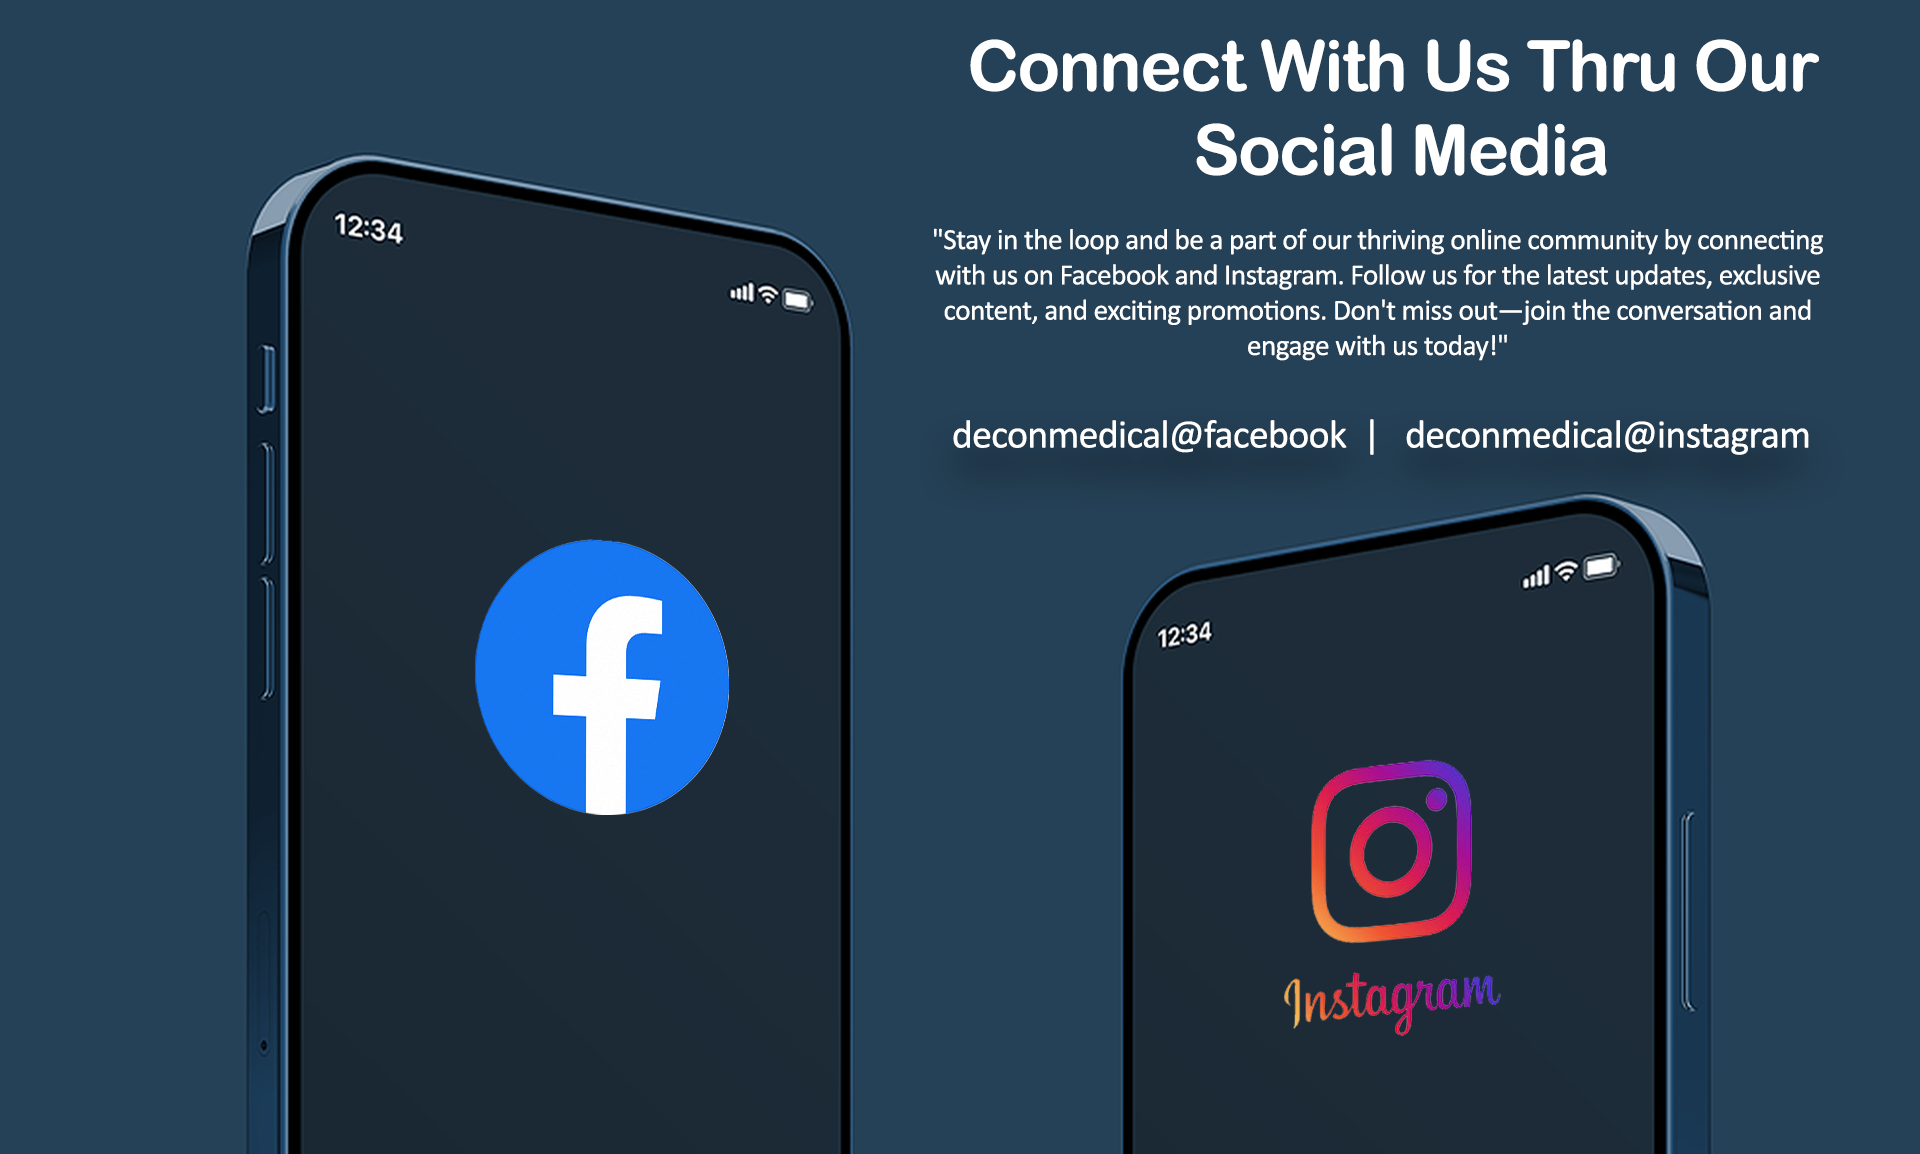 Connect With Us Thru Our
Social Media
"Stay in the loop and be a part of our thriving online community by connecting
with us on Facebook and Instagram. Follow us for the latest updates, exclusive
content, and exciting promotions. Don't miss out—join the conversation and
engage with us today!"
deconmedical@facebook | deconmedical@instagram
12:34
12:34
Instagram